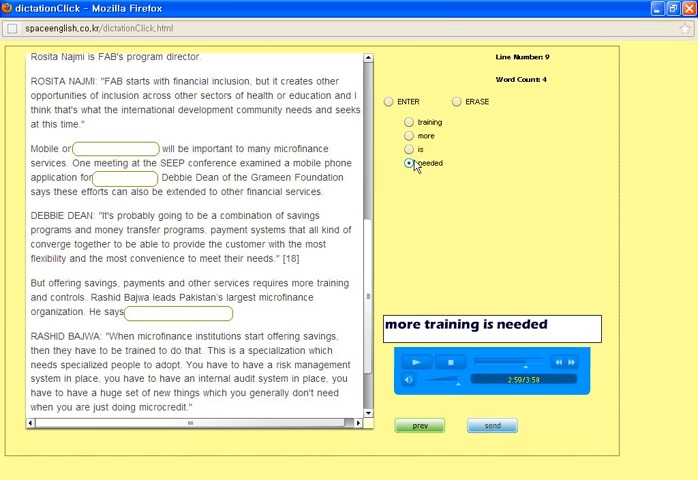 dictationClick - Mozilla Firefox
spaceenglish.co.kr/dictationClick.html
Rosita Najmi is FAB's program director.
ROSITA NAJMI: "FAB starts with financial inclusion, but it creates other
opportunities of inclusion across other sectors of health or education and I
think that's what the international development community needs and seeks
at this time."
Mobile or will be important to many microfinance
services. One meeting at the SEEP conference examined a mobile phone
application for Debbie Dean of the Grameen Foundation
says these efforts can also be extended to other financial services.
DEBBIE DEAN: "It's probably going to be a combination of savings
programs and money transfer programs, payment systems that all kind of
converge together to be able to provide the customer with the most
flexibility and the most convenience to meet their needs." [18]
But offering savings, payments and other services requires more training
and controls. Rashid Bajwa leads Pakistan's largest microfinance
organization. He says
RASHID BAJWA: "When microfinance institutions start offering savings,
then they have to be trained to do that. This is a specialization which
needs specialized people to adopt. You have to have a risk management
system in place, you have to have an internal audit system in place, you
have to have a huge set of new things which you generally don't need
when you are just doing microcredit."
Line Number: 9
Word Count: 4
ENTER ERASE
training
more
is
needed
more training is needed
2:59/3:58
prev send